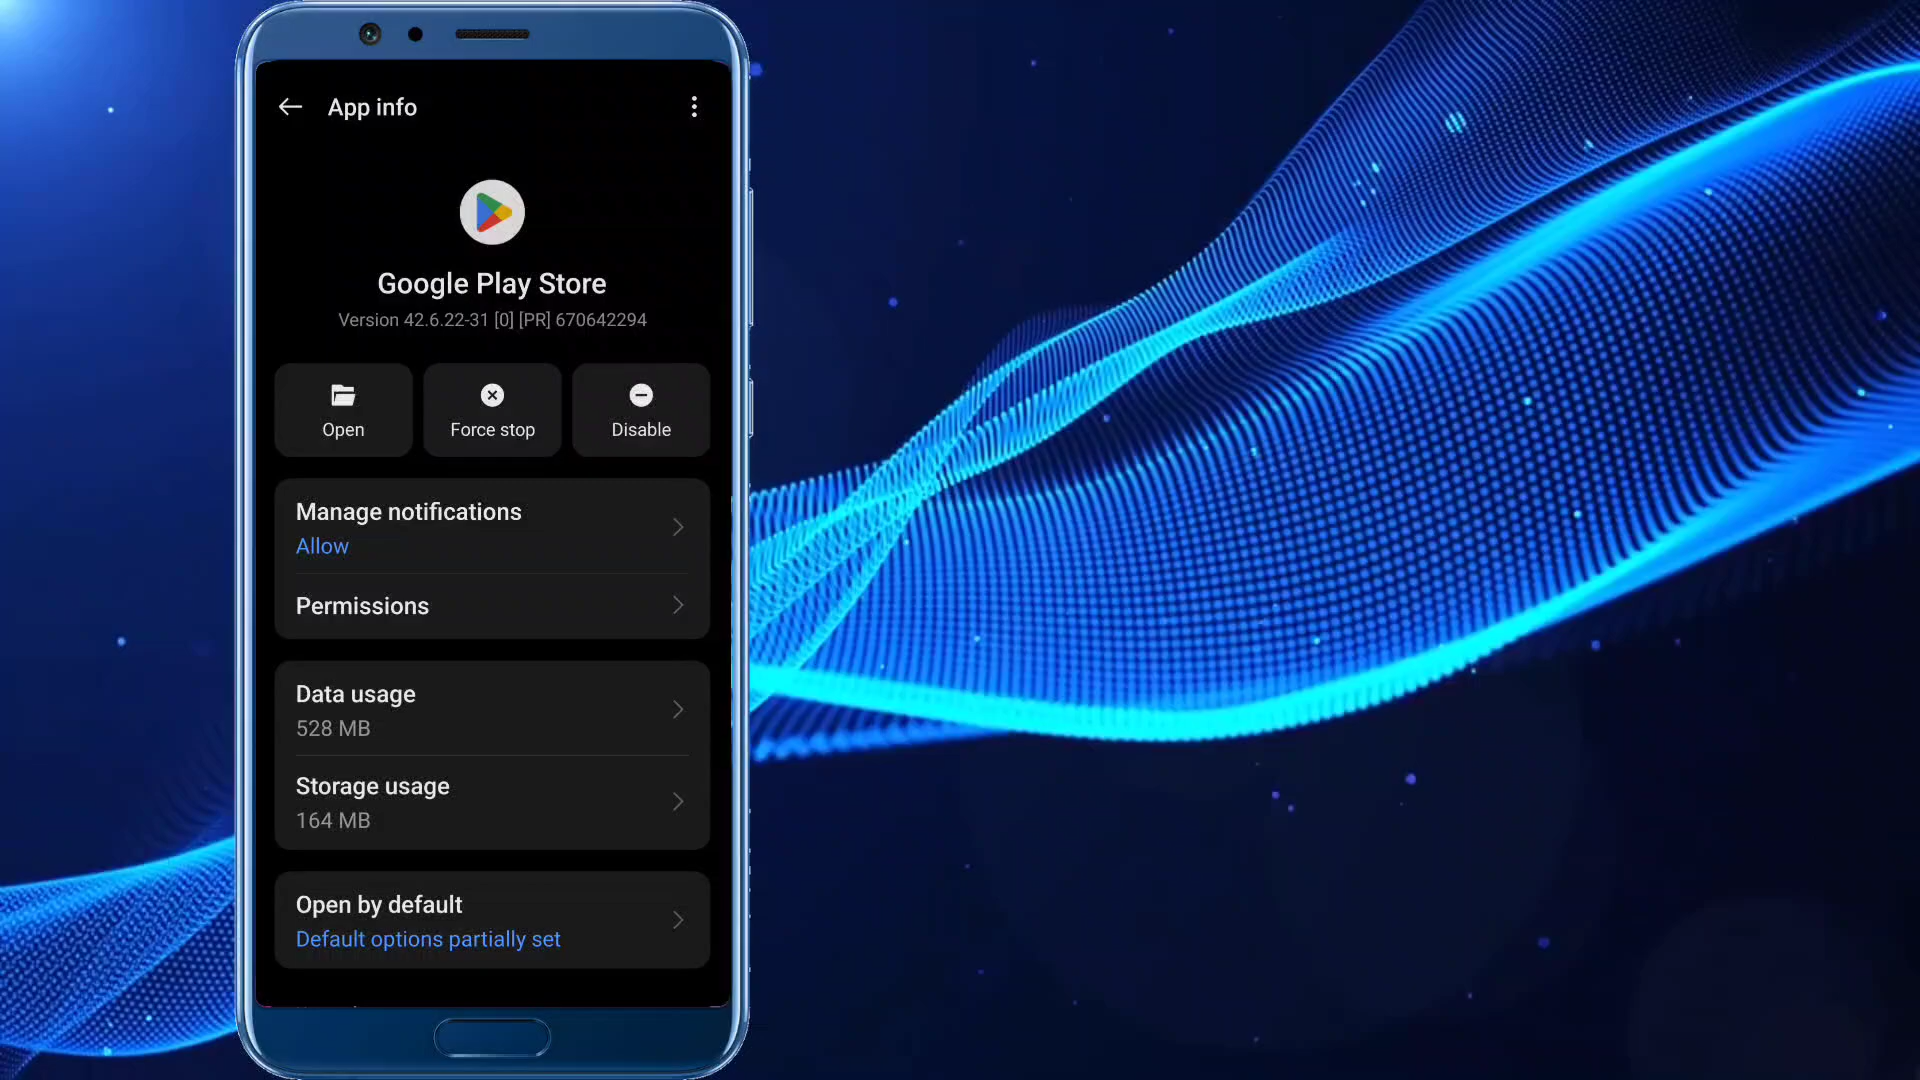 App info
Google Play Store
Version 42.6.22-31 [0] [PR] 670642294
Open
Force stop
Disable
Manage notifications
Allow
Permissions
Data usage
528 MB
Storage usage
164 MB
Open by default
Default options partially set